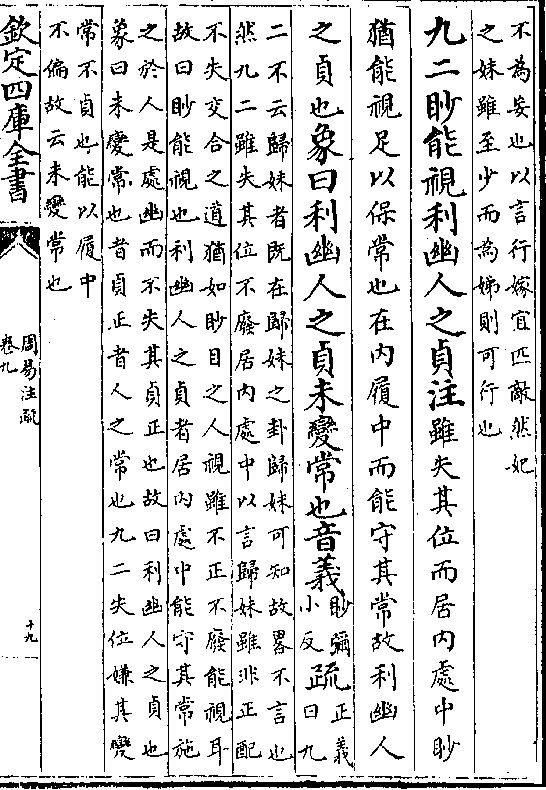 不為妄也以言行嫁宜匹敵然妃
之妹雖至少而為娣則可行也
九二眇能視利幽人之貞注雖失其位而居內處中眇
猶能視足以保常也在內履中而能守其常故利幽人
之貞也象曰利幽人之貞未變常也音義眇彌小反疏正義曰九
二不云歸妹者既在歸妹之卦歸妹可知故畧不言也
然九二雖失其位不廢居內處中以言歸妹雖非正配
不失交合之道猶如眇目之人視雖不正不廢能視耳
故曰眇能視也利幽人之貞者居內處中能守其常施
之於人是處幽而不失其貞正也故曰利幽人之貞也
象曰未變常也者貞正者人之常也九二失位嫌其變
常不貞也能以履中
不偏故云未變常也
欽定四庫全書
周易注疏
卷九
十九